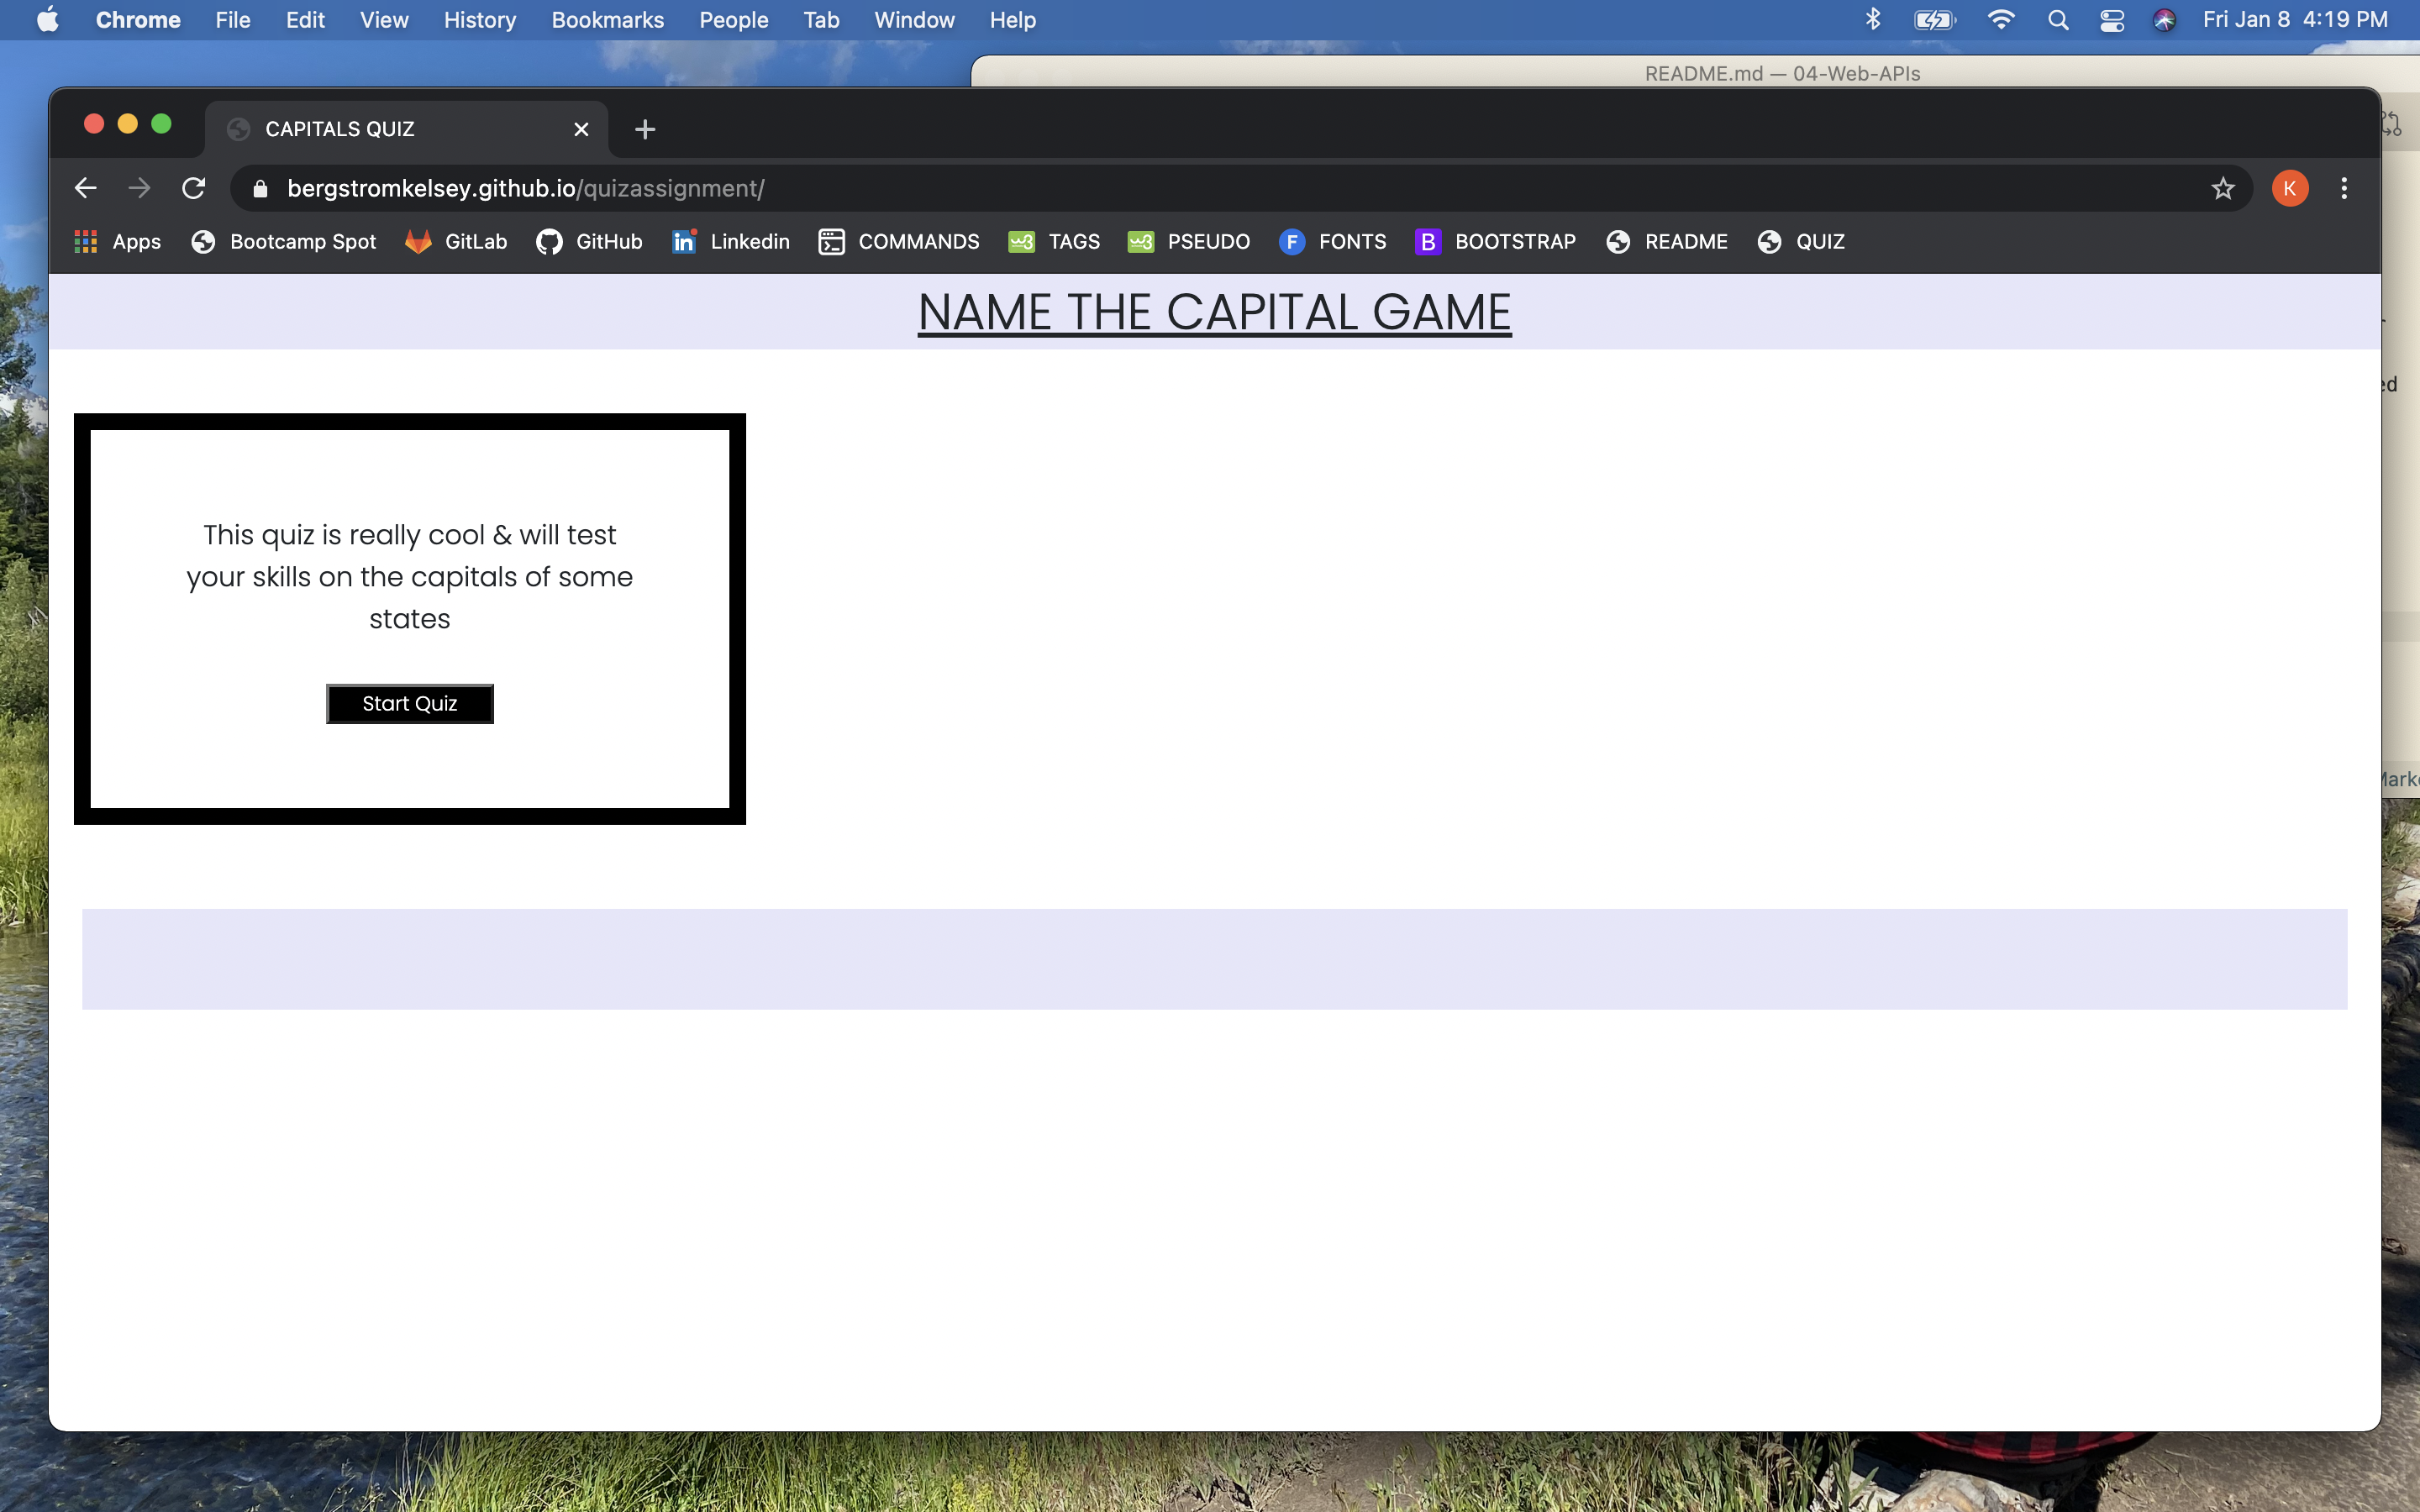 Chrome File Edit View History Bookmarks People Tab Window Help Fri Jan 8 4:19 PM
README.md — 04-Web-APIs
CAPITALS QUIZ
bergstromkelsey.github.io/quizassignment/ K
Apps Bootcamp Spot GitLab GitHub in Linkedin COMMANDS w3 TAGS w3 PSEUDO F FONTS B BOOTSTRAP README QUIZ
NAME THE CAPITAL GAME
ed
This quiz is really cool & will test
your skills on the capitals of some
states
Start Quiz